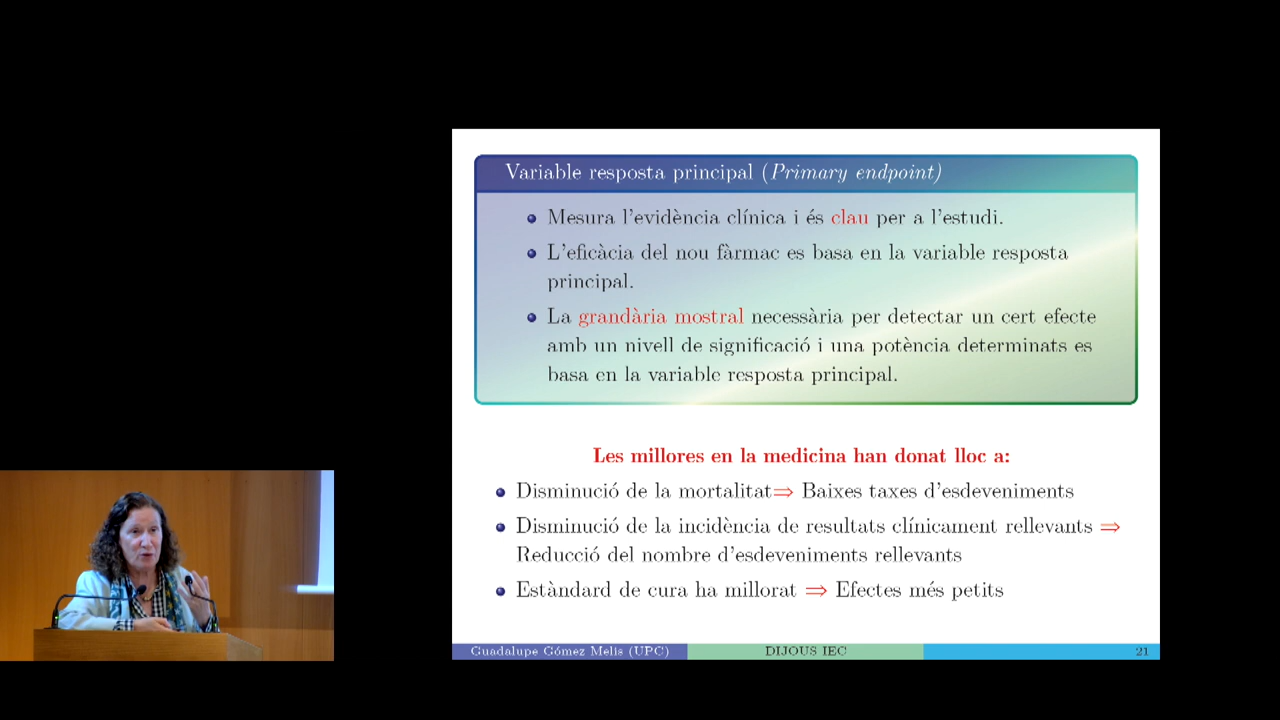 Variable resposta principal (Primary endpoint)
Mesura l'evidència clínica i és clau per a l'estudi.
L'eficàcia del nou fàrmac es basa en la variable resposta
principal.
La grandària mostral necessària per detectar un cert efecte
amb un nivell de significació i una potència determinats es
basa en la variable resposta principal.
Les millores en la medicina han donat lloc a:
Disminució de la mortalitat⇒ Baixes taxes d'esdeveniments
Disminució de la incidència de resultats clínicament rellevants ⇒
Reducció del nombre d'esdeveniments rellevants
Estàndard de cura ha millorat ⇒ Efectes més petits
Guadalupe Gómez Melis (UPC) DIJOUS IEC 21